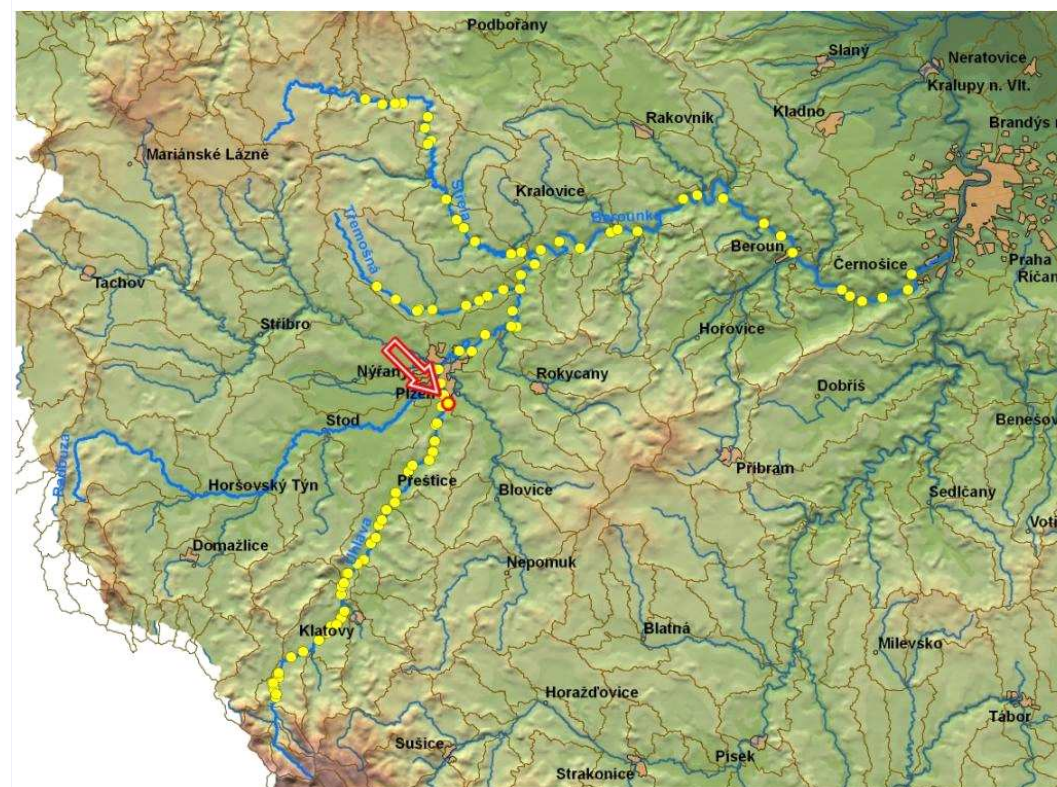 Podbořany
Slaný
Neratovice
Kralupy n. Vlt.
Kladno
Rakovník
Brandýs n
Mariánské Lázně
Kralovice
Střela
Berounka
Třemošná
Beroun
Černošice
Praha
Říčan
Tachov
Stříbro
Hořovice
Nýřany
Rokycany
Plzeň
Dobříš
Benešov
Stod
Radbuza
Příbram
Horšovský Týn
Přeštice
Blovice
Sedlčany
Voti
Domažlice
Úhlava
Nepomuk
Klatovy
Blatná
Milevsko
Horažďovice
Tábor
Sušice
Písek
Strakonice